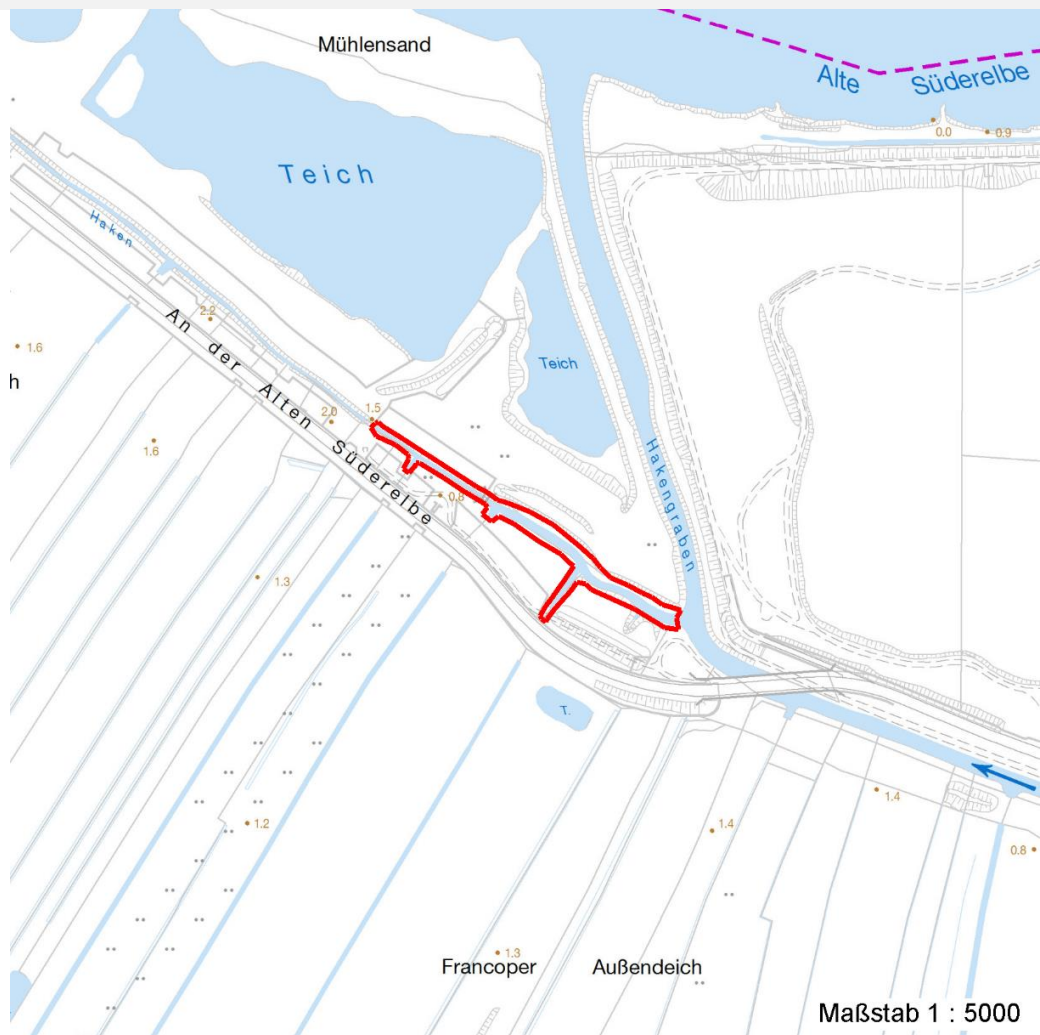 Mühlensand
Alte Süderelbe
0.0
0.9
Teich
Haken
2.2
An der Alten Süderelbe
1.6
h
Teich
1.5
2.0
1.6
Hakengraben
0.8
1.3
T.
1.4
1.4
1.2
0.8
1.3
Francoper Außendeich
Maßstab 1 : 5000